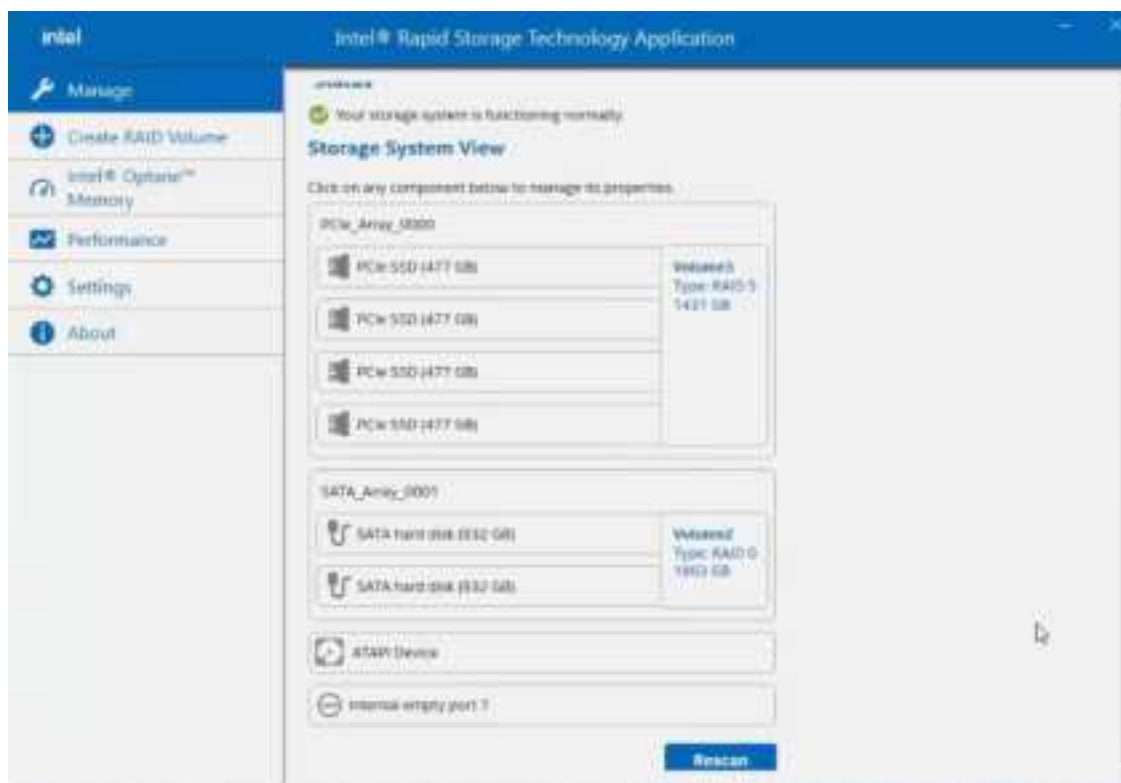 intel
Intel® Rapid Storage Technology Application
Manage
Create RAID Volume
Intel® Optane™
Memory
Performance
Settings
About
Your storage system is functioning normally.
Storage System View
Click on any component below to manage its properties.
PCIe_Array_0000
PCIe SSD (477 GB)
PCIe SSD (477 GB)
PCIe SSD (477 GB)
PCIe SSD (477 GB)
Type: RAID 5
1431 GB
SATA_Array_0001
SATA hard disk (932 GB)
SATA hard disk (932 GB)
Volume2
Type: RAID 0
1863 GB
ATAPI Device
Internal empty port
Rescan